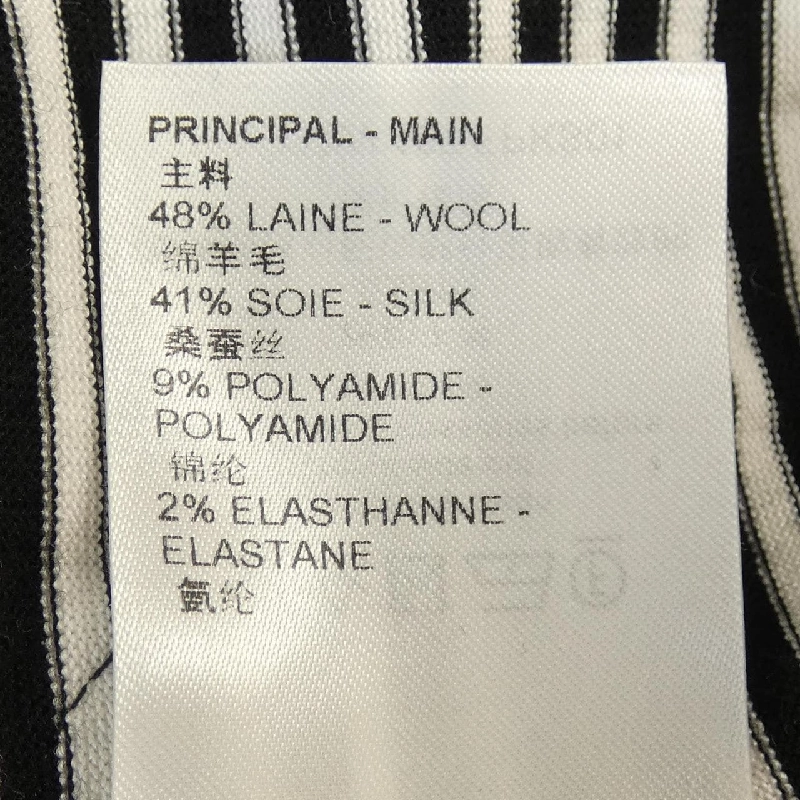 PRINCIPAL - MAIN
主料
48% LAINE - WOOL
绵羊毛
41% SOIE - SILK
桑蚕丝
9% POLYAMIDE -
POLYAMIDE
锦纶
2% ELASTHANNE -
ELASTANE
氨纶